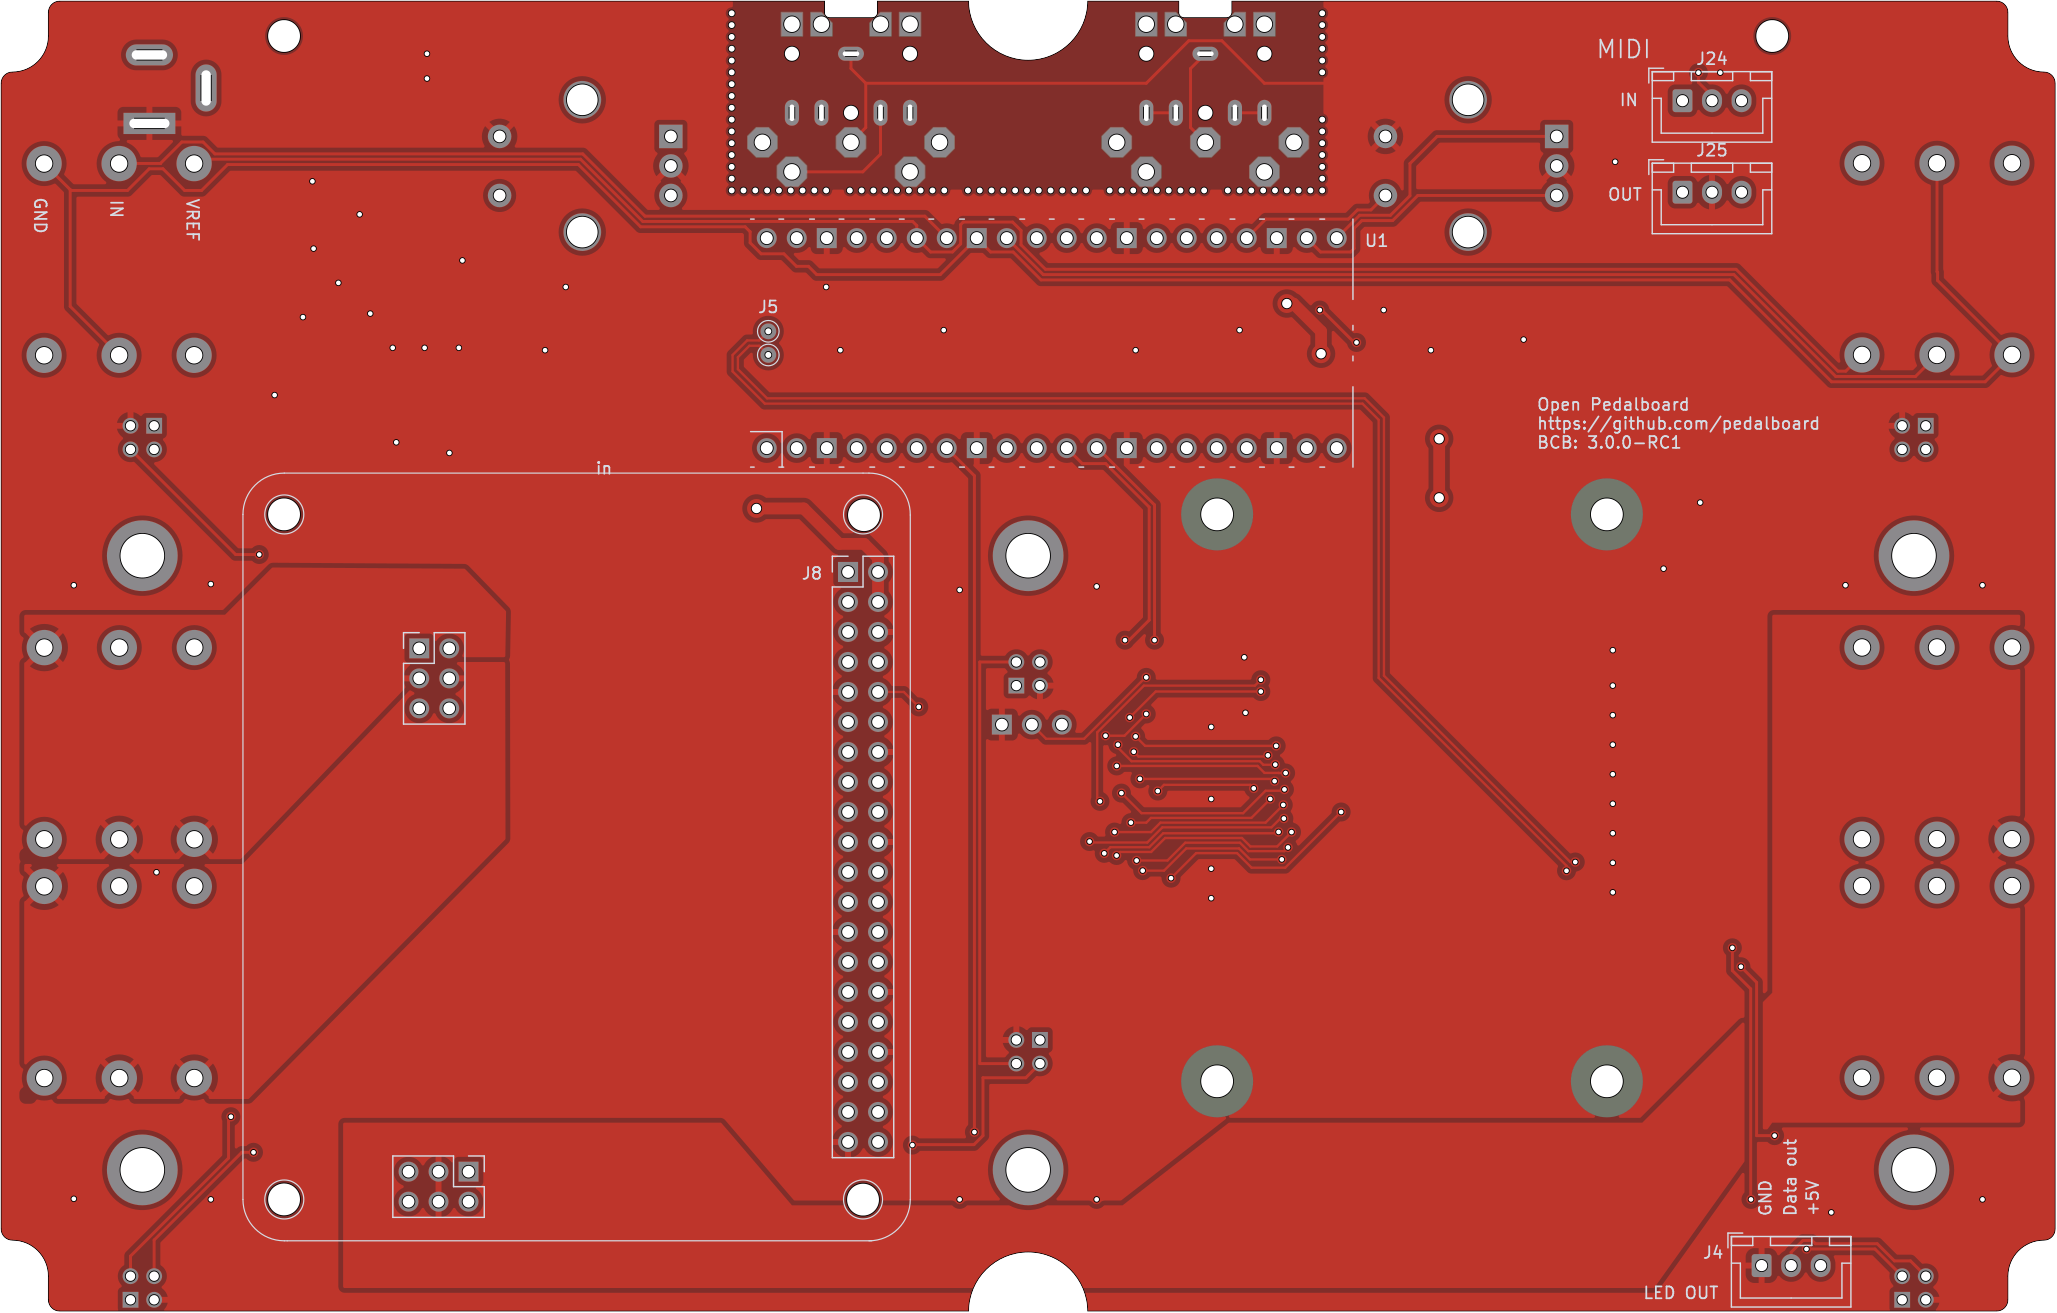 MIDI
J24
IN
J25
OUT
GND
IN
VREF
U1
J5
Open Pedalboard
https://github.com/pedalboard
BCB: 3.0.0-RC1
in
J8
GND
Data out
+5V
J4
LED OUT